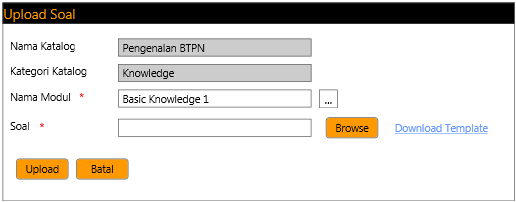 Upload Soal
Nama Katalog Pengenalan BTPN
Kategori Katalog Knowledge
Nama Modul * Basic Knowledge 1 ...
Soal * Browse Download Template
Upload Batal